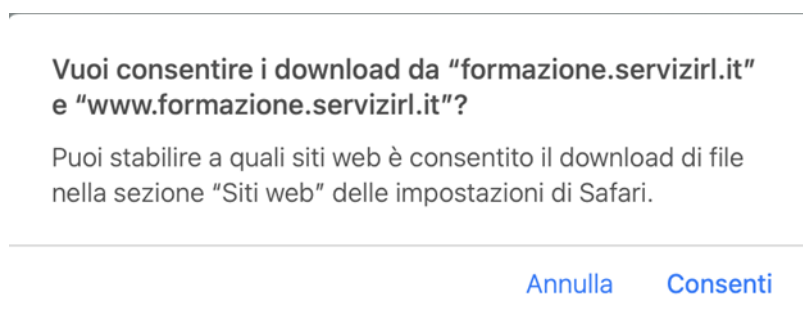 Vuoi consentire i download da “formazione.servizirl.it”
e “www.formazione.servizirl.it”?
Puoi stabilire a quali siti web è consentito il download di file
nella sezione “Siti web” delle impostazioni di Safari.
Annulla Consenti